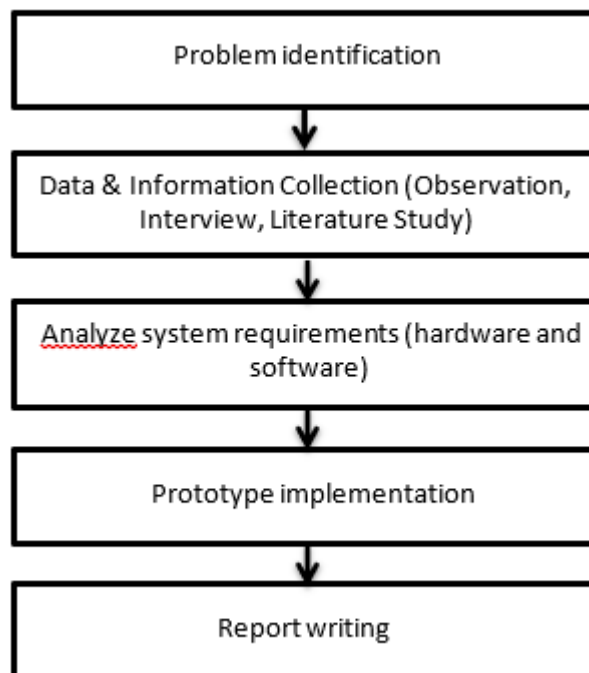 Problem identification
Data & Information Collection (Observation,
Interview, Literature Study)
Analyze system requirements (hardware and
software)
Prototype implementation
Report writing